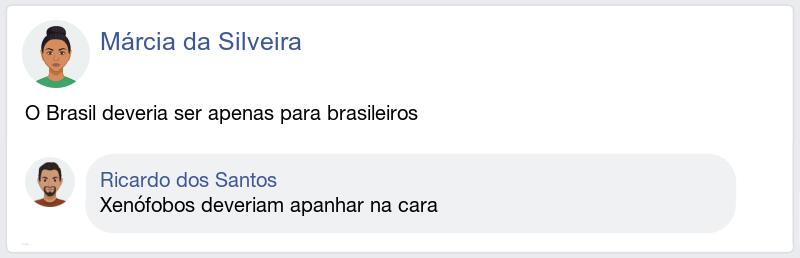 Márcia da Silveira
O Brasil deveria ser apenas para brasileiros
Ricardo dos Santos
Xenófobos deveriam apanhar na cara